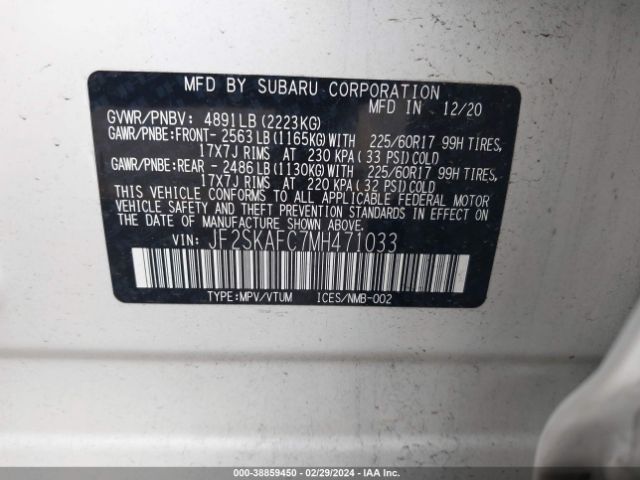 MFD BY SUBARU CORPORATION
GVWR/PNBV: 4891LB (2223KG) MFD IN 12/20
GAWR/PNBE:FRONT- 2563LB (1165KG)WITH 225/60R17 99H TIRES,
17X7J RIMS AT 230 KPA (33 PSI)COLD
GAWR/PNBE:REAR - 2486LB (1130KG)WITH 225/60R17 99H TIRES,
17X7J RIMS AT 220 KPA (32 PSI)COLD
THIS VEHICLE CONFORMS TO ALL APPLICABLE FEDERAL MOTOR
VEHICLE SAFETY AND THEFT PREVENTION STANDARDS IN EFFECT ON
THE DATE OF MANUFACTURE SHOWN ABOVE.
VIN: JF2SKAFC7MH471033
TYPE:MPV/VTUM ICES/NMB-002
000-38859450 - 02/29/2024 - IAA Inc.